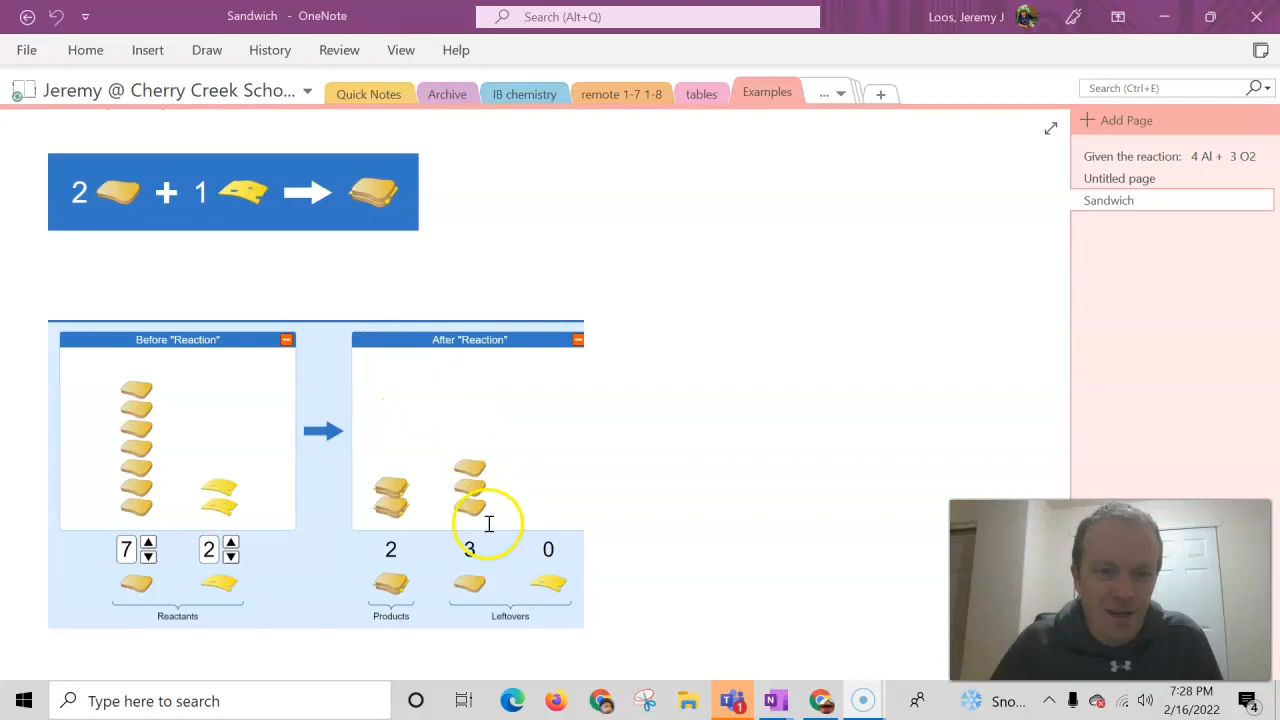 Sandwich - OneNote
Search (Alt+Q)
Loos, Jeremy J
File Home Insert Draw History Review View Help
Jeremy @ Cherry Creek Scho...
Quick Notes Archive IB chemistry remote 1-7 1-8 tables Examples ... +
Search (Ctrl+E)
Add Page
Given the reaction: 4 Al + 3 O2
Untitled page
Sandwich
2 + 1
Before "Reaction"
After "Reaction"
7 2
2 3 0
Reactants
Products
Leftovers
Type here to search
1
Sno...
7:28 PM
2/16/2022
4